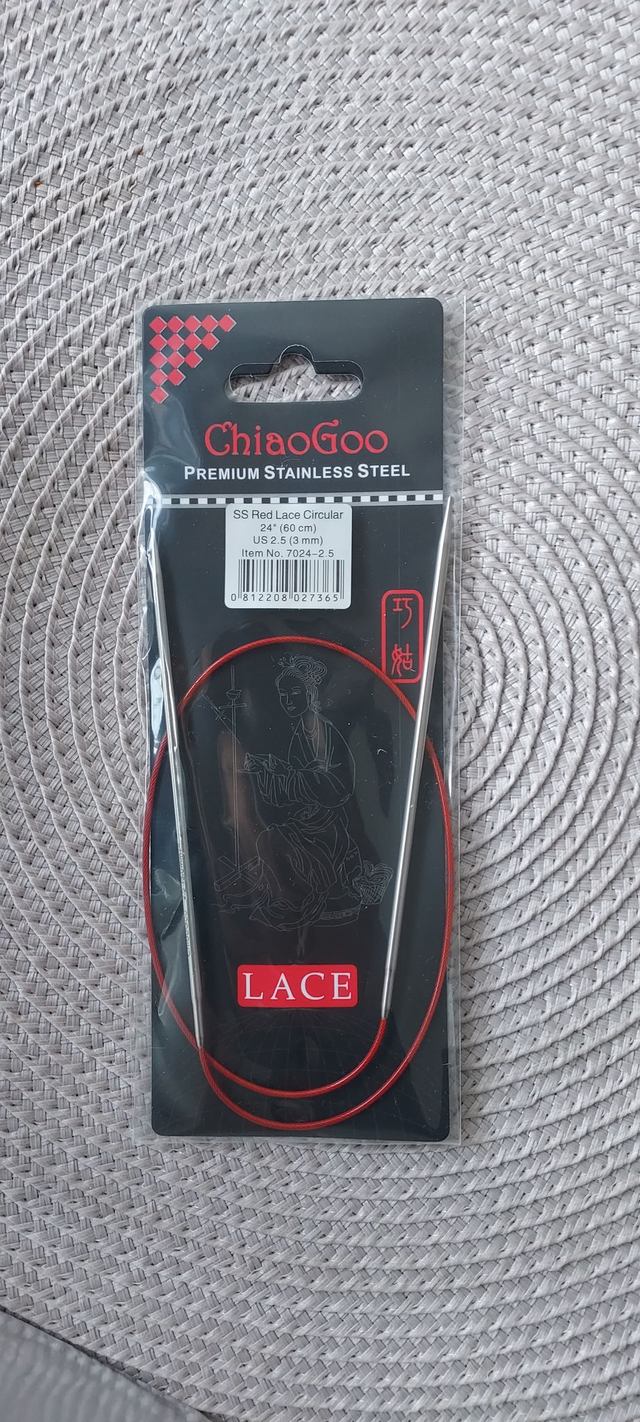 ChiaoGoo
PREMIUM STAINLESS STEEL
SS Red Lace Circular
24" (60 cm)
US 2.5 (3 mm)
Item No. 7024-2.5
0 812208 027365
巧
姑
LACE